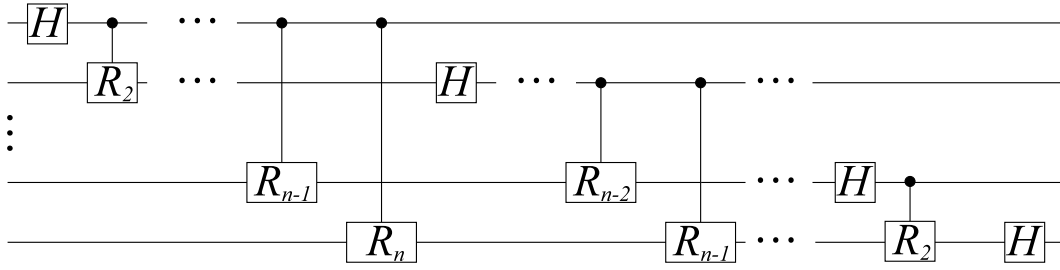 H ... 
R2 ... H ... ...
⋮
Rn-1 Rn-2 ... H
Rn Rn-1 ... R2 H